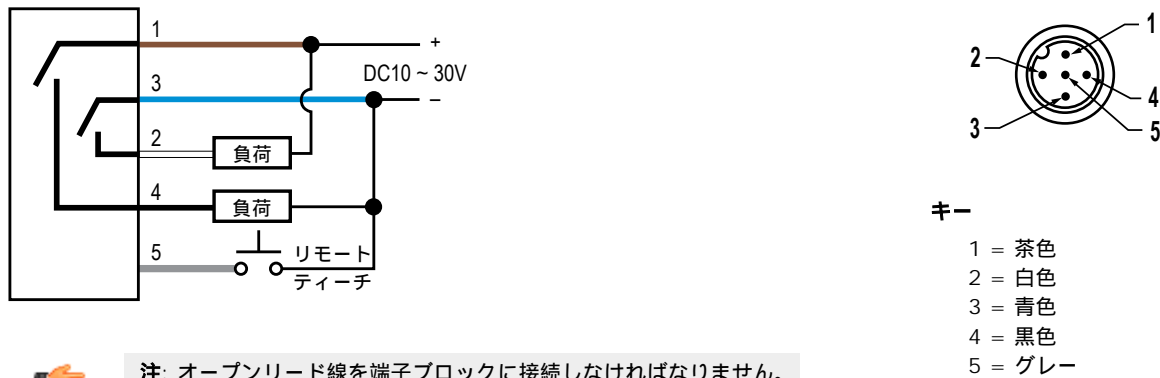 1
+
DC10 ~ 30V
3
–
2
負荷
4
負荷
5
リモート
ティーチ
1
2
4
3
5
キー
1 = 茶色
2 = 白色
3 = 青色
4 = 黒色
5 = グレー
注: オープンリード線を端子ブロックに接続しなければなりません。